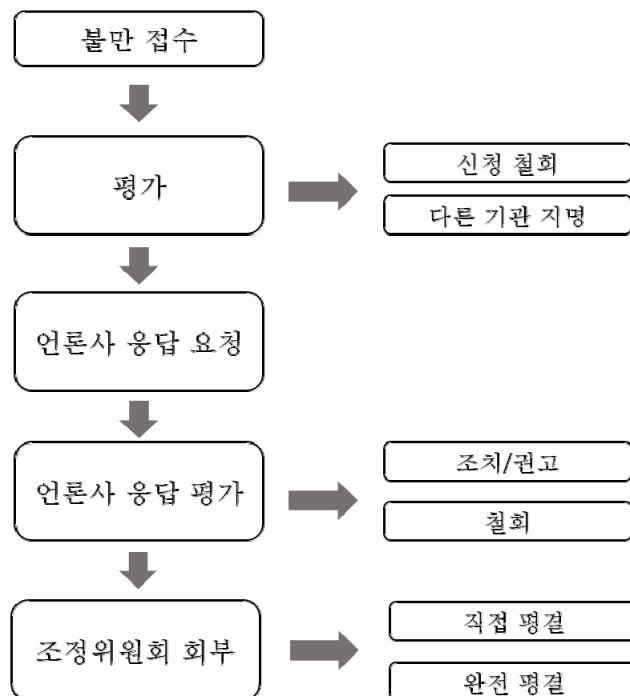 불만 접수
평가
신청 철회
다른 기관 지명
언론사 응답 요청
언론사 응답 평가
조치/권고
철회
조정위원회 회부
직접 평결
완전 평결